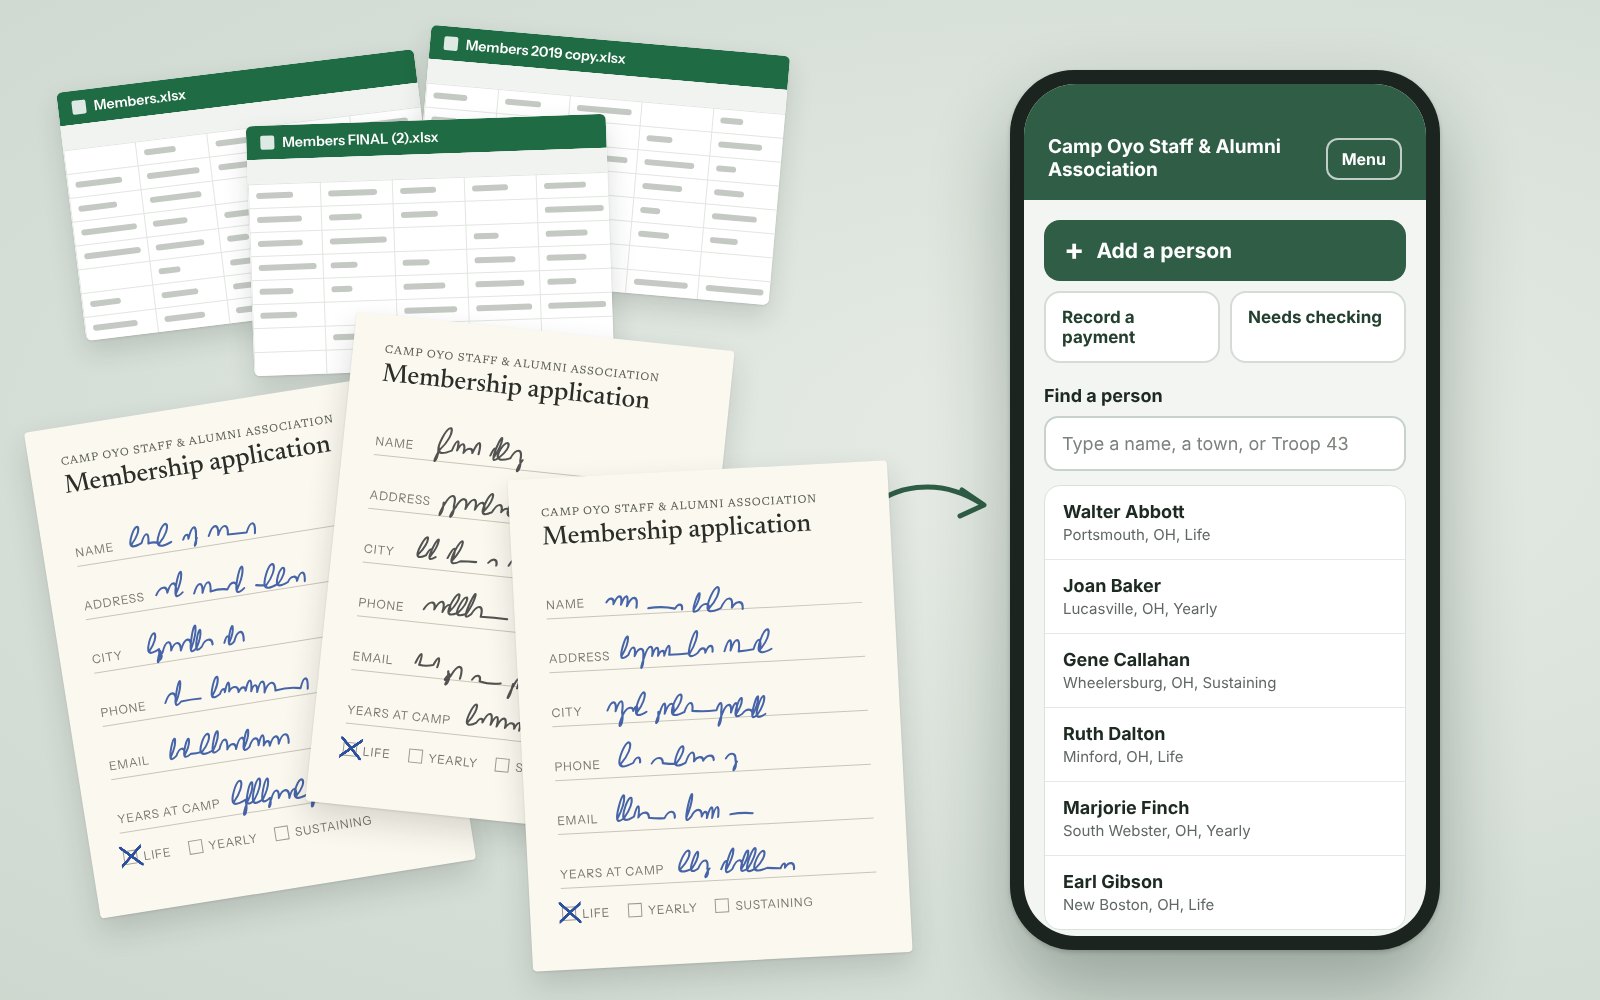 Members.xlsx
Members 2019 copy.xlsx
Members FINAL (2).xlsx
CAMP OYO STAFF & ALUMNI ASSOCIATION
Membership application
NAME
ADDRESS
CITY
PHONE
EMAIL
YEARS AT CAMP
LIFE
YEARLY
SUSTAINING
CAMP OYO STAFF & ALUMNI ASSOCIATION
Membership application
NAME
ADDRESS
CITY
PHONE
EMAIL
YEARS AT CAMP
LIFE
YEARLY
S
CAMP OYO STAFF & ALUMNI ASSOCIATION
Membership application
NAME
ADDRESS
CITY
PHONE
EMAIL
YEARS AT CAMP
LIFE
YEARLY
SUSTAINING
Camp Oyo Staff & Alumni
Association
Menu
+ Add a person
Record a
payment
Needs checking
Find a person
Type a name, a town, or Troop 43
Walter Abbott
Portsmouth, OH, Life
Joan Baker
Lucasville, OH, Yearly
Gene Callahan
Wheelersburg, OH, Sustaining
Ruth Dalton
Minford, OH, Life
Marjorie Finch
South Webster, OH, Yearly
Earl Gibson
New Boston, OH, Life